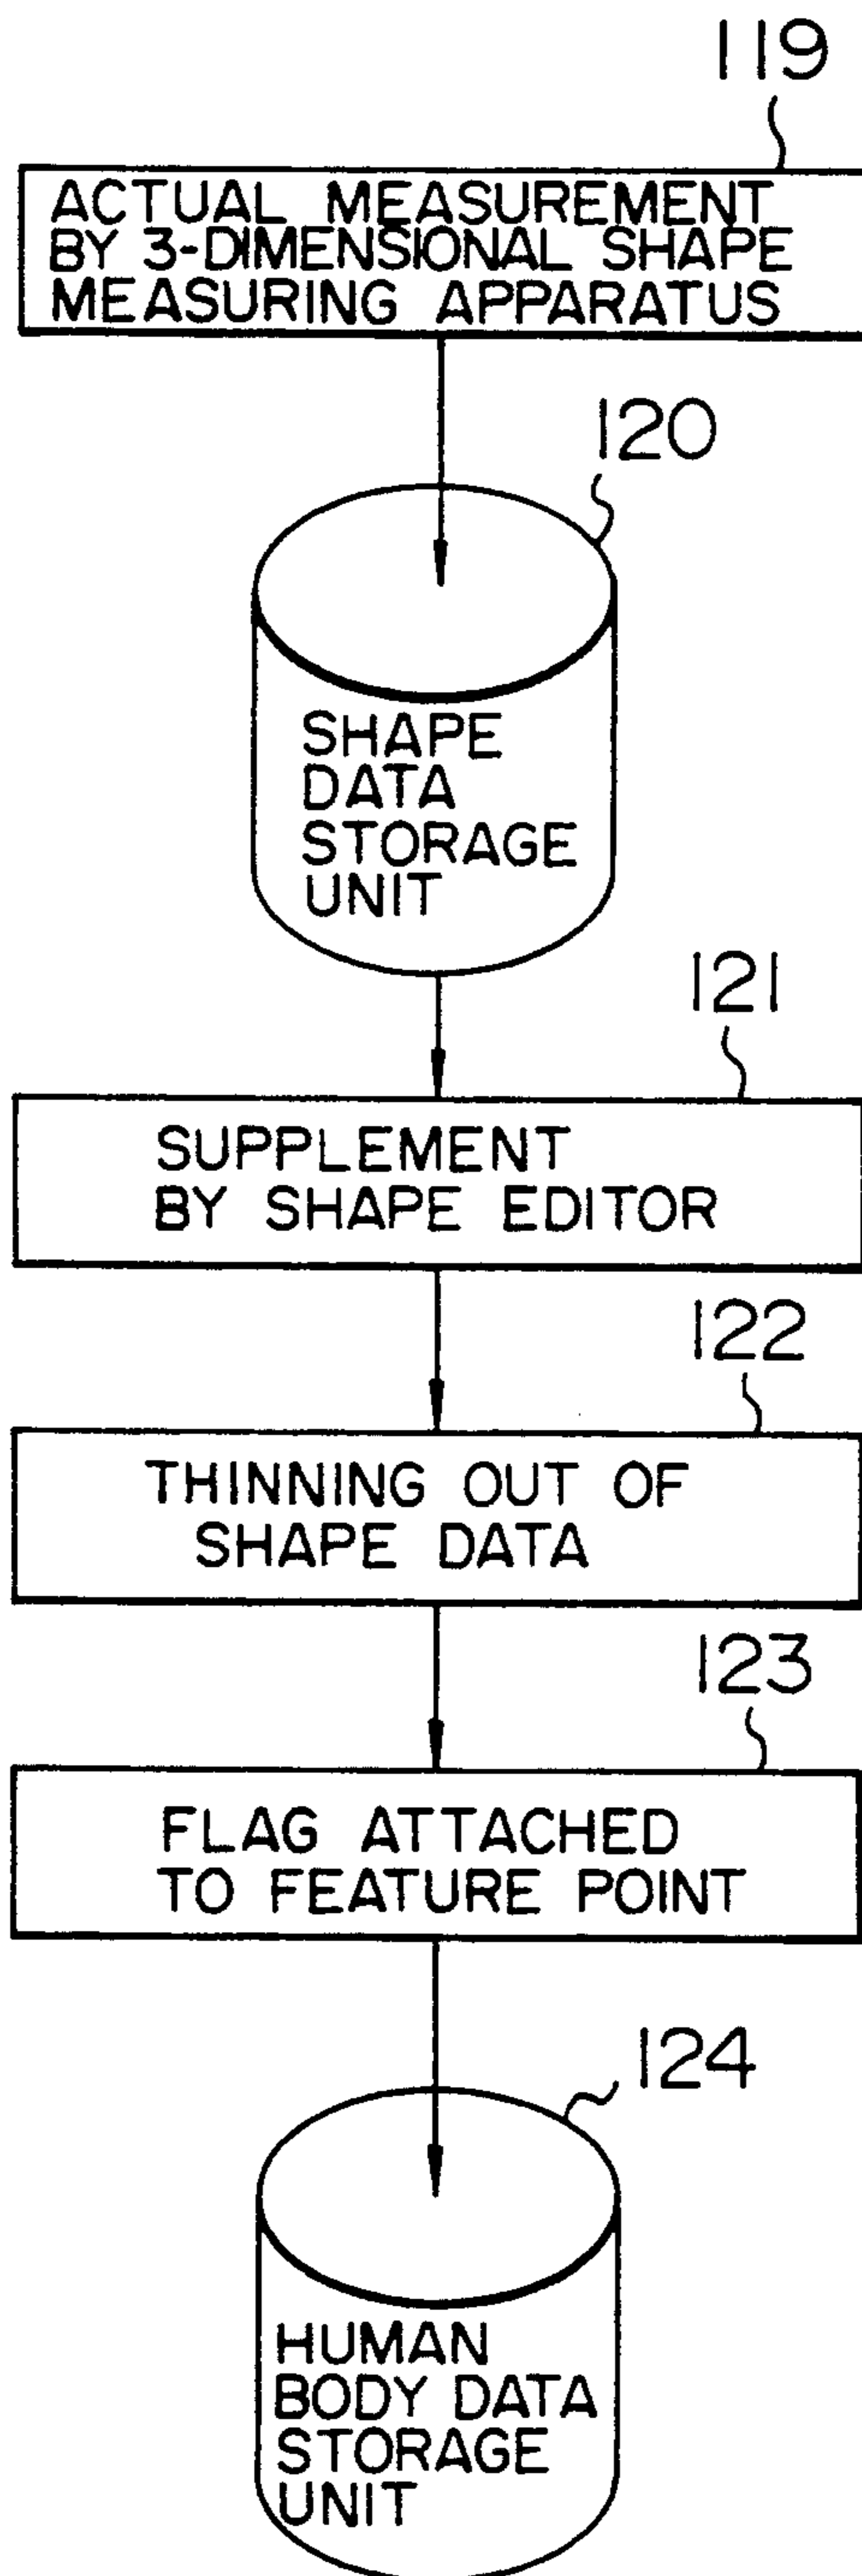 119
ACTUAL MEASUREMENT
BY 3-DIMENSIONAL SHAPE
MEASURING APPARATUS
120
SHAPE
DATA
STORAGE
UNIT
121
SUPPLEMENT
BY SHAPE EDITOR
122
THINNING OUT OF
SHAPE DATA
123
FLAG ATTACHED
TO FEATURE POINT
124
HUMAN
BODY DATA
STORAGE
UNIT